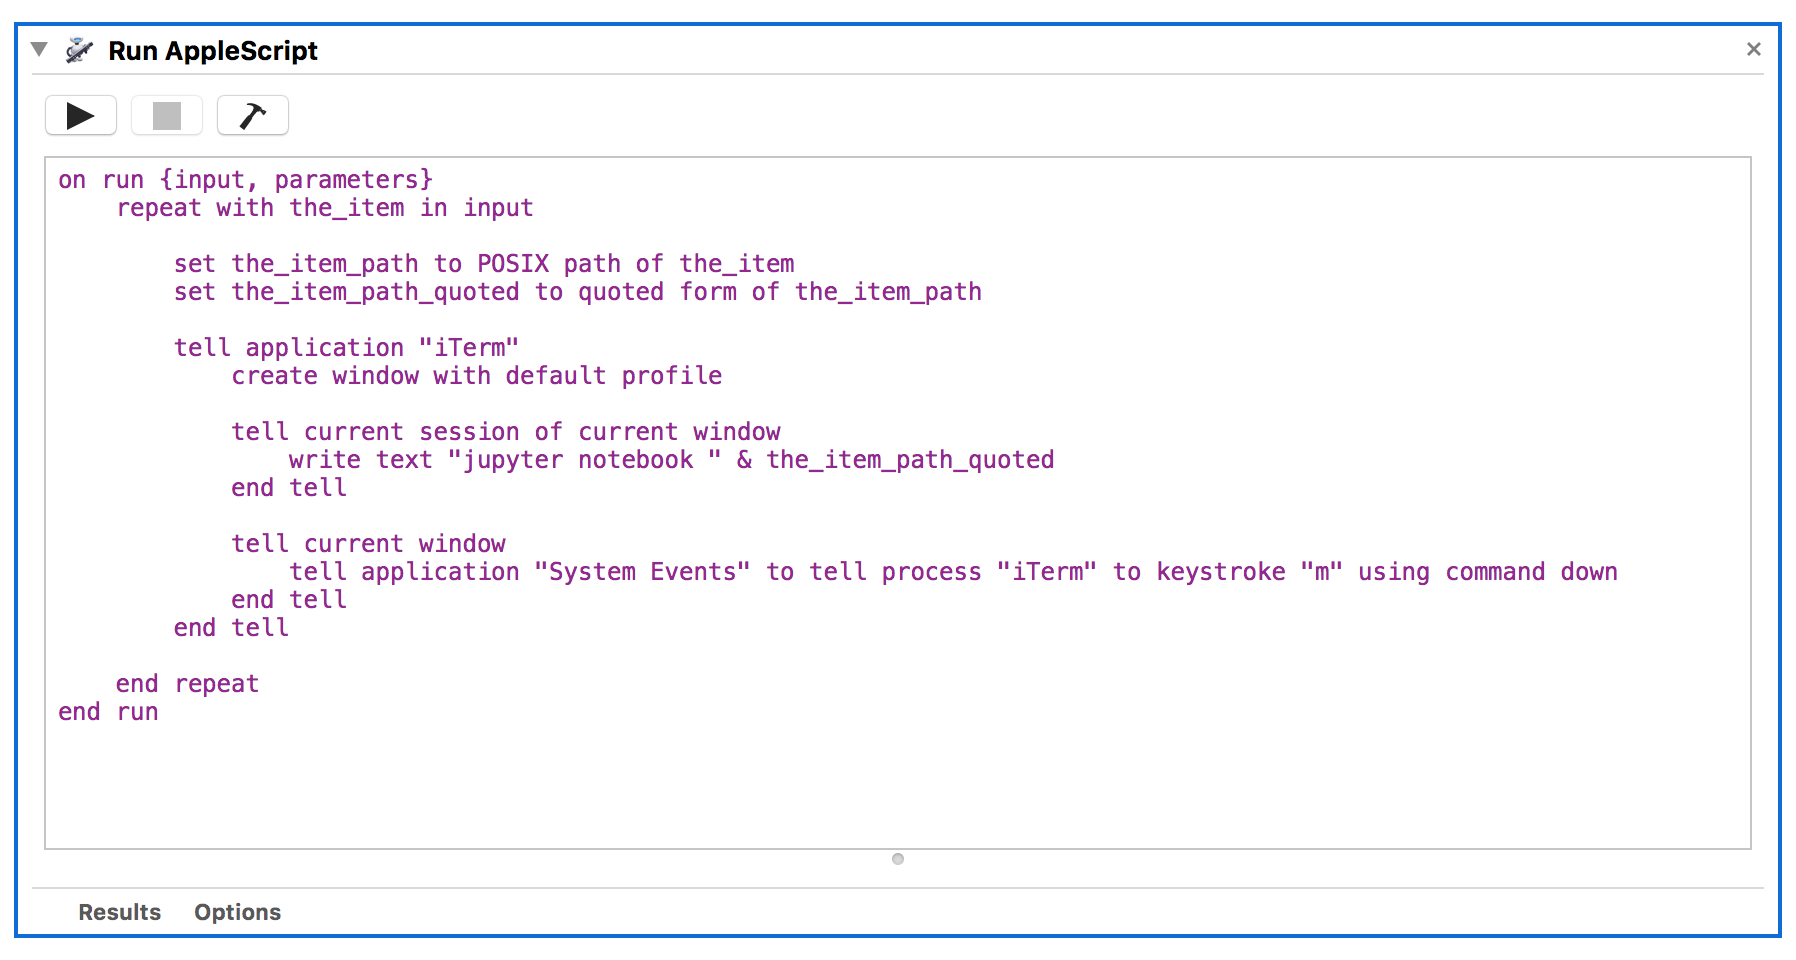 Run AppleScript
on run {input, parameters}
repeat with the_item in input
set the_item_path to POSIX path of the_item
set the_item_path_quoted to quoted form of the_item_path
tell application "iTerm"
create window with default profile
tell current session of current window
write text "jupyter notebook " & the_item_path_quoted
end tell
tell current window
tell application "System Events" to tell process "iTerm" to keystroke "m" using command down
end tell
end tell
end repeat
end run
Results Options